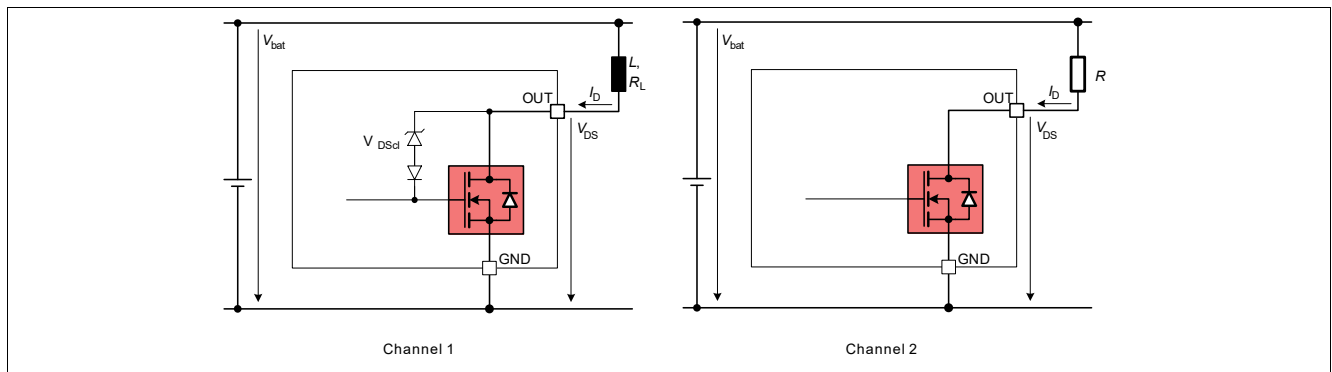 Vbat
L,
RL
OUT
ID
VDS
V DScl
GND
Channel 1
Vbat
R
OUT
ID
VDS
GND
Channel 2